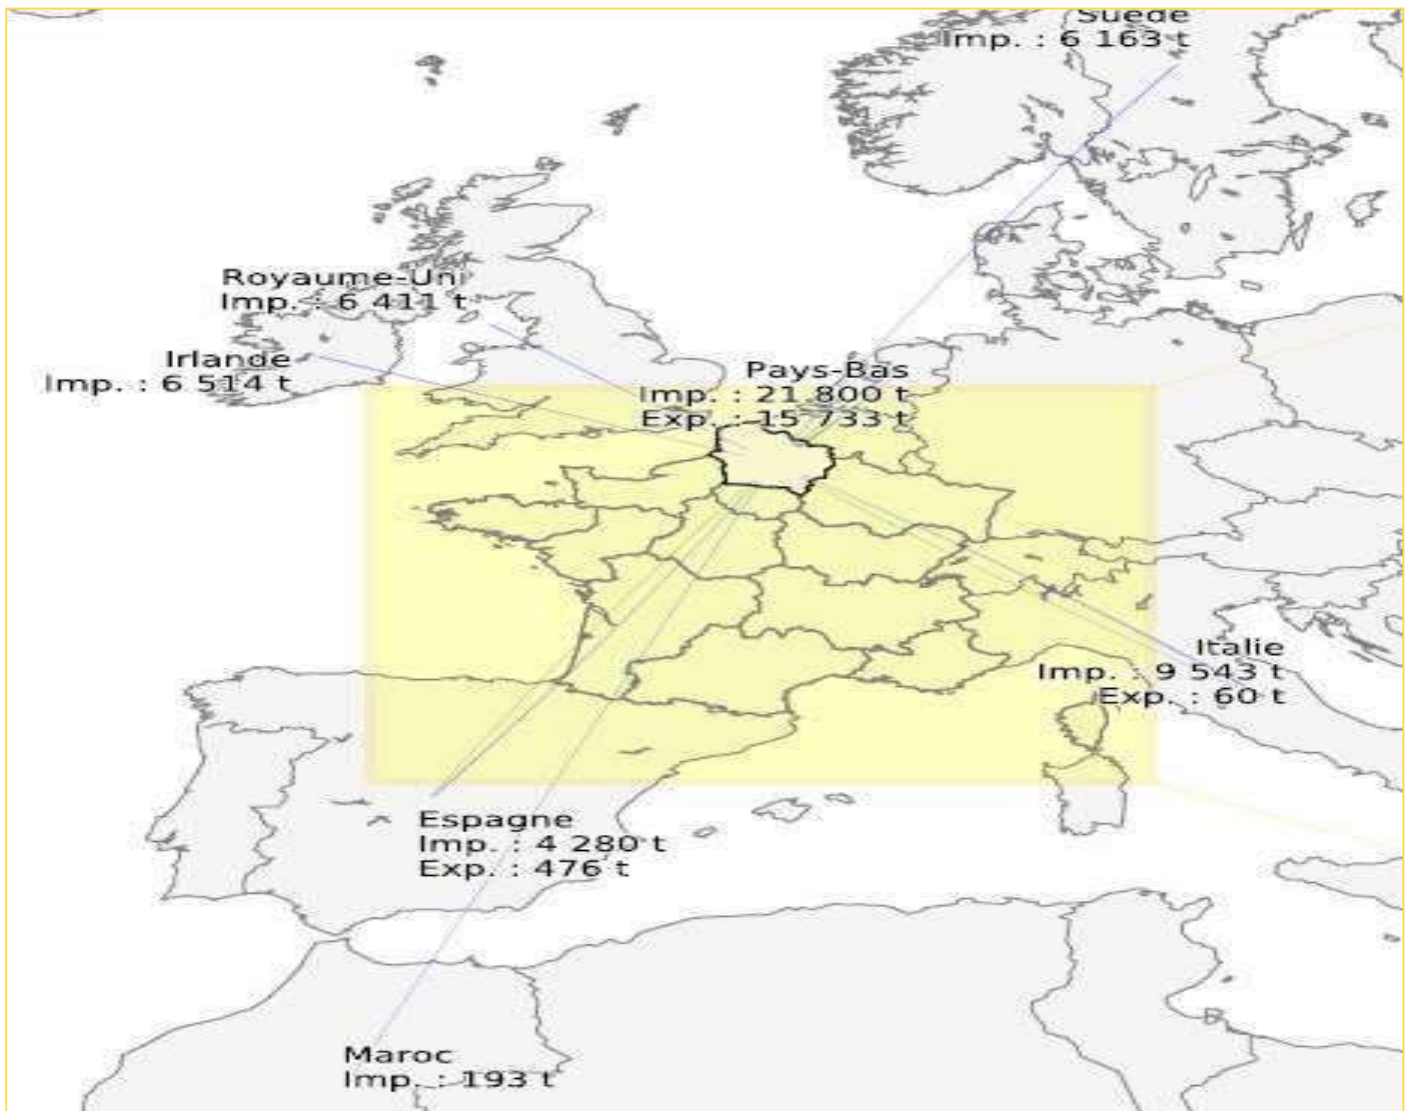 Suède
Imp. : 6 163 t
Royaume-Uni
Imp. : 6 411 t
Irlande
Imp. : 6 514 t
Pays-Bas
Imp. : 21 800 t
Exp. : 15 733 t
Italie
Imp. : 9 543 t
Exp. : 60 t
Espagne
Imp. : 4 280 t
Exp. : 476 t
Maroc
Imp. : 193 t